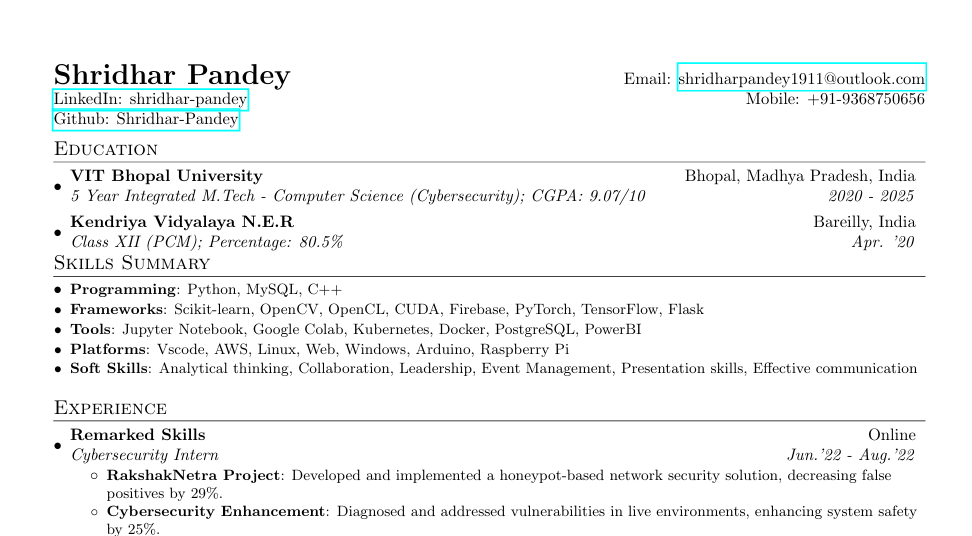 Shridhar Pandey
Email: shridharpandey1911@outlook.com
LinkedIn: shridhar-pandey
Mobile: +91-9368750656
Github: Shridhar-Pandey
Education
• VIT Bhopal University Bhopal, Madhya Pradesh, India
5 Year Integrated M.Tech - Computer Science (Cybersecurity); CGPA: 9.07/10 2020 - 2025
• Kendriya Vidyalaya N.E.R Bareilly, India
Class XII (PCM); Percentage: 80.5% Apr. '20
Skills Summary
• Programming: Python, MySQL, C++
• Frameworks: Scikit-learn, OpenCV, OpenCL, CUDA, Firebase, PyTorch, TensorFlow, Flask
• Tools: Jupyter Notebook, Google Colab, Kubernetes, Docker, PostgreSQL, PowerBI
• Platforms: Vscode, AWS, Linux, Web, Windows, Arduino, Raspberry Pi
• Soft Skills: Analytical thinking, Collaboration, Leadership, Event Management, Presentation skills, Effective communication
Experience
• Remarked Skills Online
Cybersecurity Intern Jun.'22 - Aug.'22
○ RakshakNetra Project: Developed and implemented a honeypot-based network security solution, decreasing false
positives by 29%.
○ Cybersecurity Enhancement: Diagnosed and addressed vulnerabilities in live environments, enhancing system safety
by 25%.